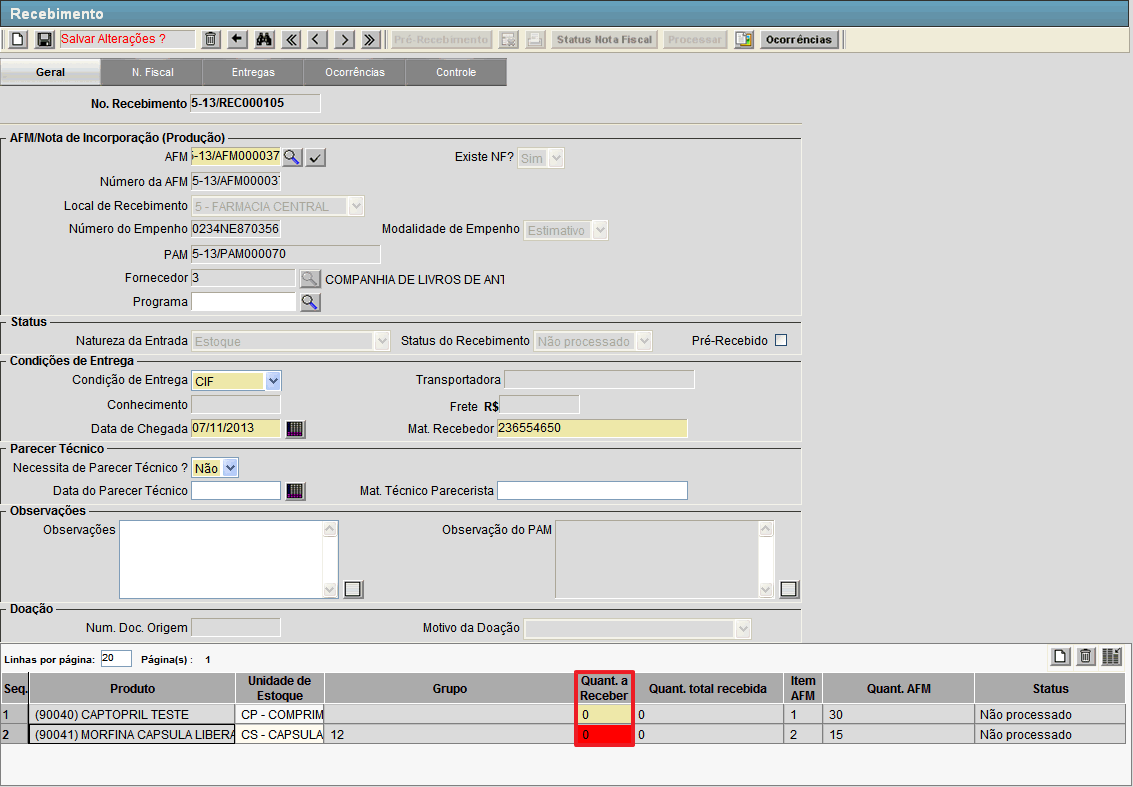 Recebimento
Salvar Alterações ? Pré-Recebimento Status Nota Fiscal Processar Ocorrências
Geral N. Fiscal Entregas Ocorrências Controle
No. Recebimento 5-13/REC000105
AFM/Nota de Incorporação (Produção)
AFM 5-13/AFM000037 Existe NF? Sim
Número da AFM 5-13/AFM000037
Local de Recebimento 5 - FARMACIA CENTRAL
Número do Empenho 0234NE870356 Modalidade de Empenho Estimativo
PAM 5-13/PAM000070
Fornecedor 3 COMPANHIA DE LIVROS DE ANT
Programa
Status
Natureza da Entrada Estoque Status do Recebimento Não processado Pré-Recebido
Condições de Entrega
Condição de Entrega CIF Transportadora
Conhecimento Frete R$
Data de Chegada 07/11/2013 Mat. Recebedor 236554650
Parecer Técnico
Necessita de Parecer Técnico ? Não
Data do Parecer Técnico Mat. Técnico Parecerista
Observações
Observações Observação do PAM
Doação
Num. Doc. Origem Motivo da Doação
Linhas por página: 20 Página(s) : 1
Seq. Produto Unidade de Estoque Grupo Quant. a Receber Quant. total recebida Item AFM Quant. AFM Status
1 (90040) CAPTOPRIL TESTE CP - COMPRIM 0 0 1 30 Não processado
2 (90041) MORFINA CAPSULA LIBERA CS - CAPSULA 12 0 0 2 15 Não processado